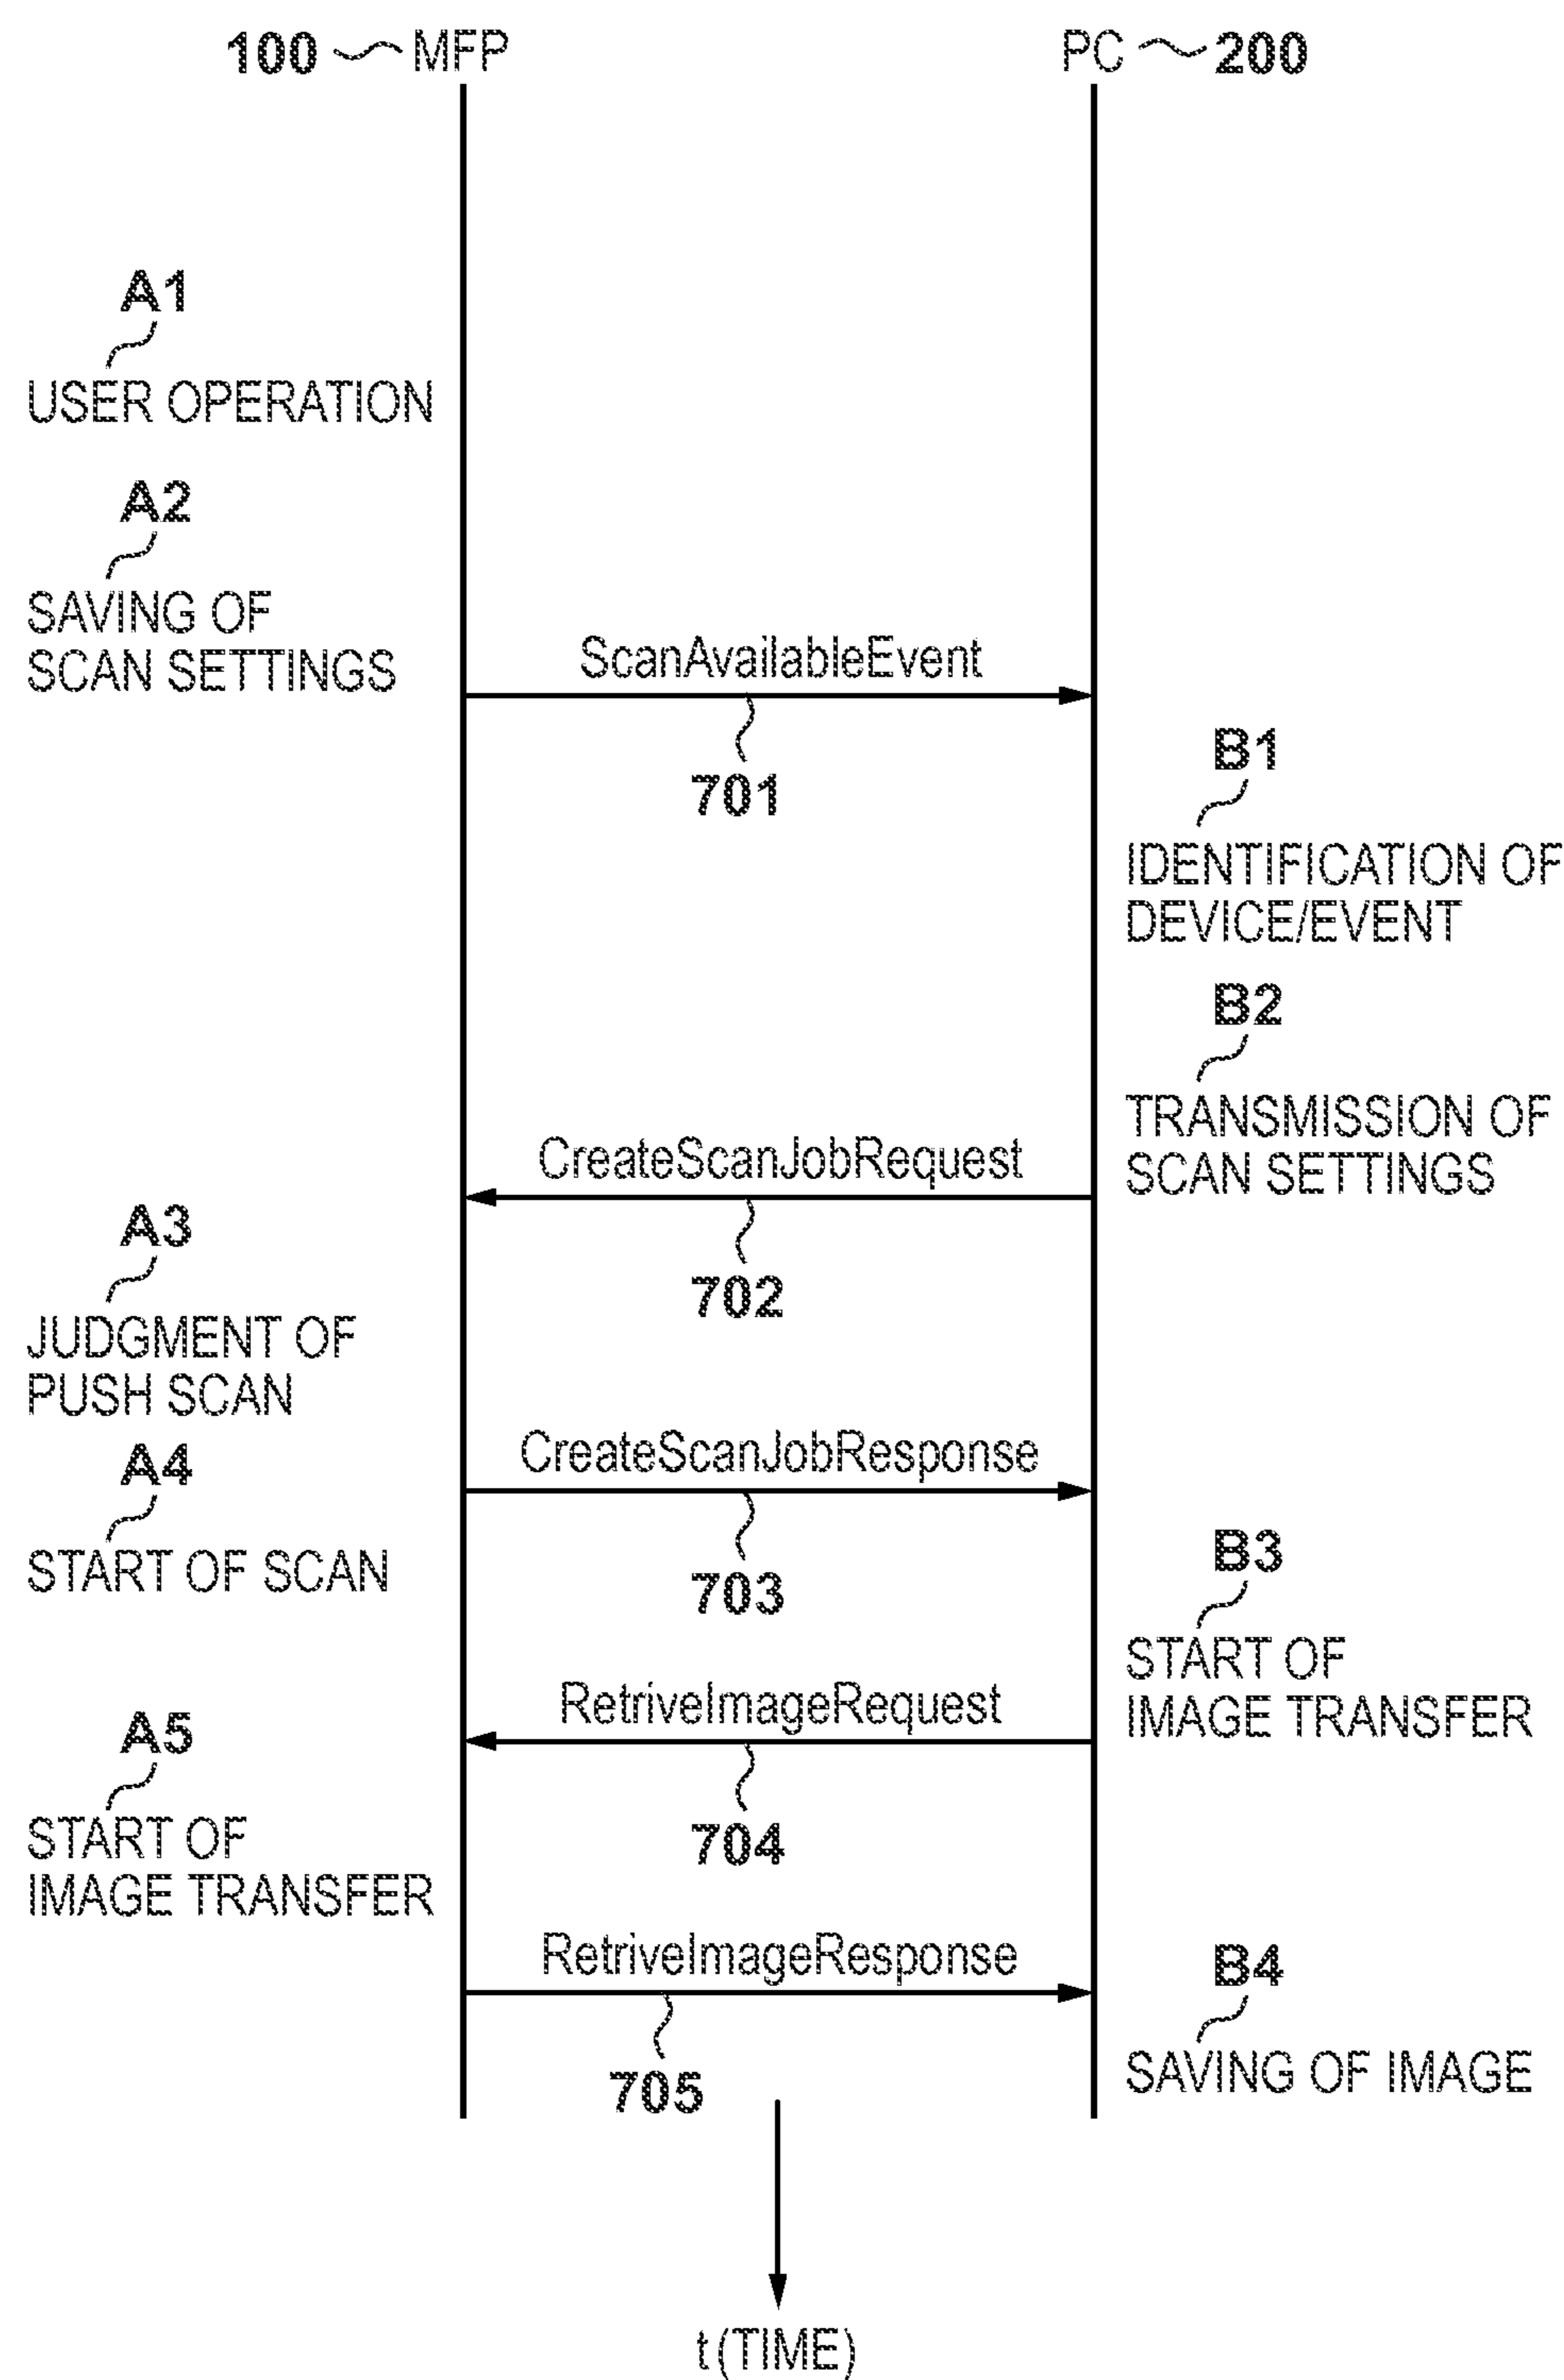 100 MFP
PC 200
A1
USER OPERATION
A2
SAVING OF
SCAN SETTINGS
ScanAvailableEvent
701
B1
IDENTIFICATION OF
DEVICE/EVENT
B2
TRANSMISSION OF
SCAN SETTINGS
CreateScanJobRequest
702
A3
JUDGMENT OF
PUSH SCAN
CreateScanJobResponse
703
A4
START OF SCAN
B3
START OF
IMAGE TRANSFER
RetriveImageRequest
704
A5
START OF
IMAGE TRANSFER
RetriveImageResponse
705
B4
SAVING OF IMAGE
t(TIME)